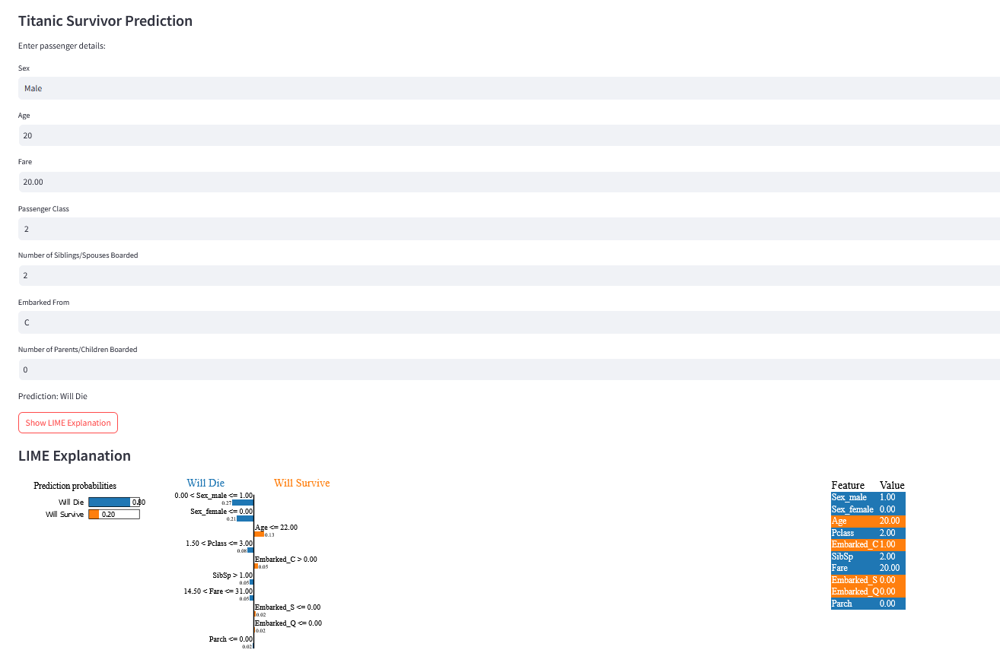 Titanic Survivor Prediction
Enter passenger details:
Sex
Male
Age
20
Fare
20.00
Passenger Class
2
Number of Siblings/Spouses Boarded
2
Embarked From
C
Number of Parents/Children Boarded
0
Prediction: Will Die
Show LIME Explanation
LIME Explanation
Prediction probabilities
Will Die 0.80
Will Survive 0.20
Will Die Will Survive
0.00 < Sex_male <= 1.00
0.27
Sex_female <= 0.00
0.21
Age <= 22.00
0.13
1.50 < Pclass <= 3.00
0.08
Embarked_C > 0.00
0.05
SibSp > 1.00
0.05
14.50 < Fare <= 31.00
0.05
Embarked_S <= 0.00
0.02
Embarked_Q <= 0.00
0.02
Parch <= 0.00
0.02
Feature Value
Sex_male 1.00
Sex_female 0.00
Age 20.00
Pclass 2.00
Embarked_C 1.00
SibSp 2.00
Fare 20.00
Embarked_S 0.00
Embarked_Q 0.00
Parch 0.00